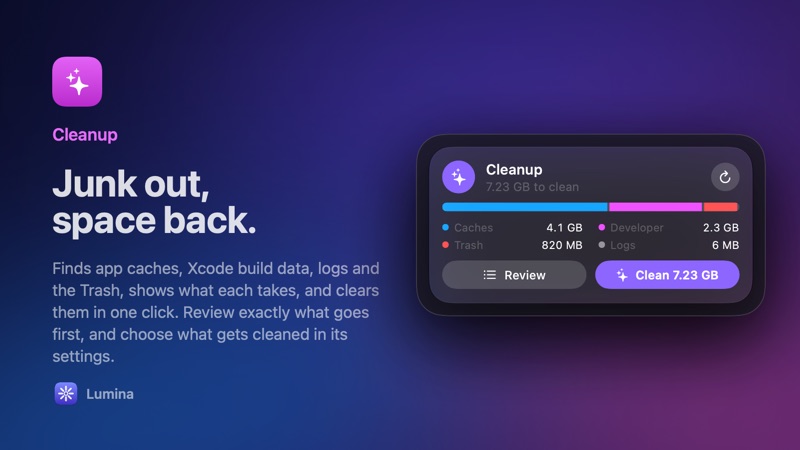 Cleanup
Junk out,
space back.
Finds app caches, Xcode build data, logs and
the Trash, shows what each takes, and clears
them in one click. Review exactly what goes
first, and choose what gets cleaned in its
settings.
Lumina
Cleanup
7.23 GB to clean
Caches 4.1 GB Developer 2.3 GB
Trash 820 MB Logs 6 MB
Review Clean 7.23 GB